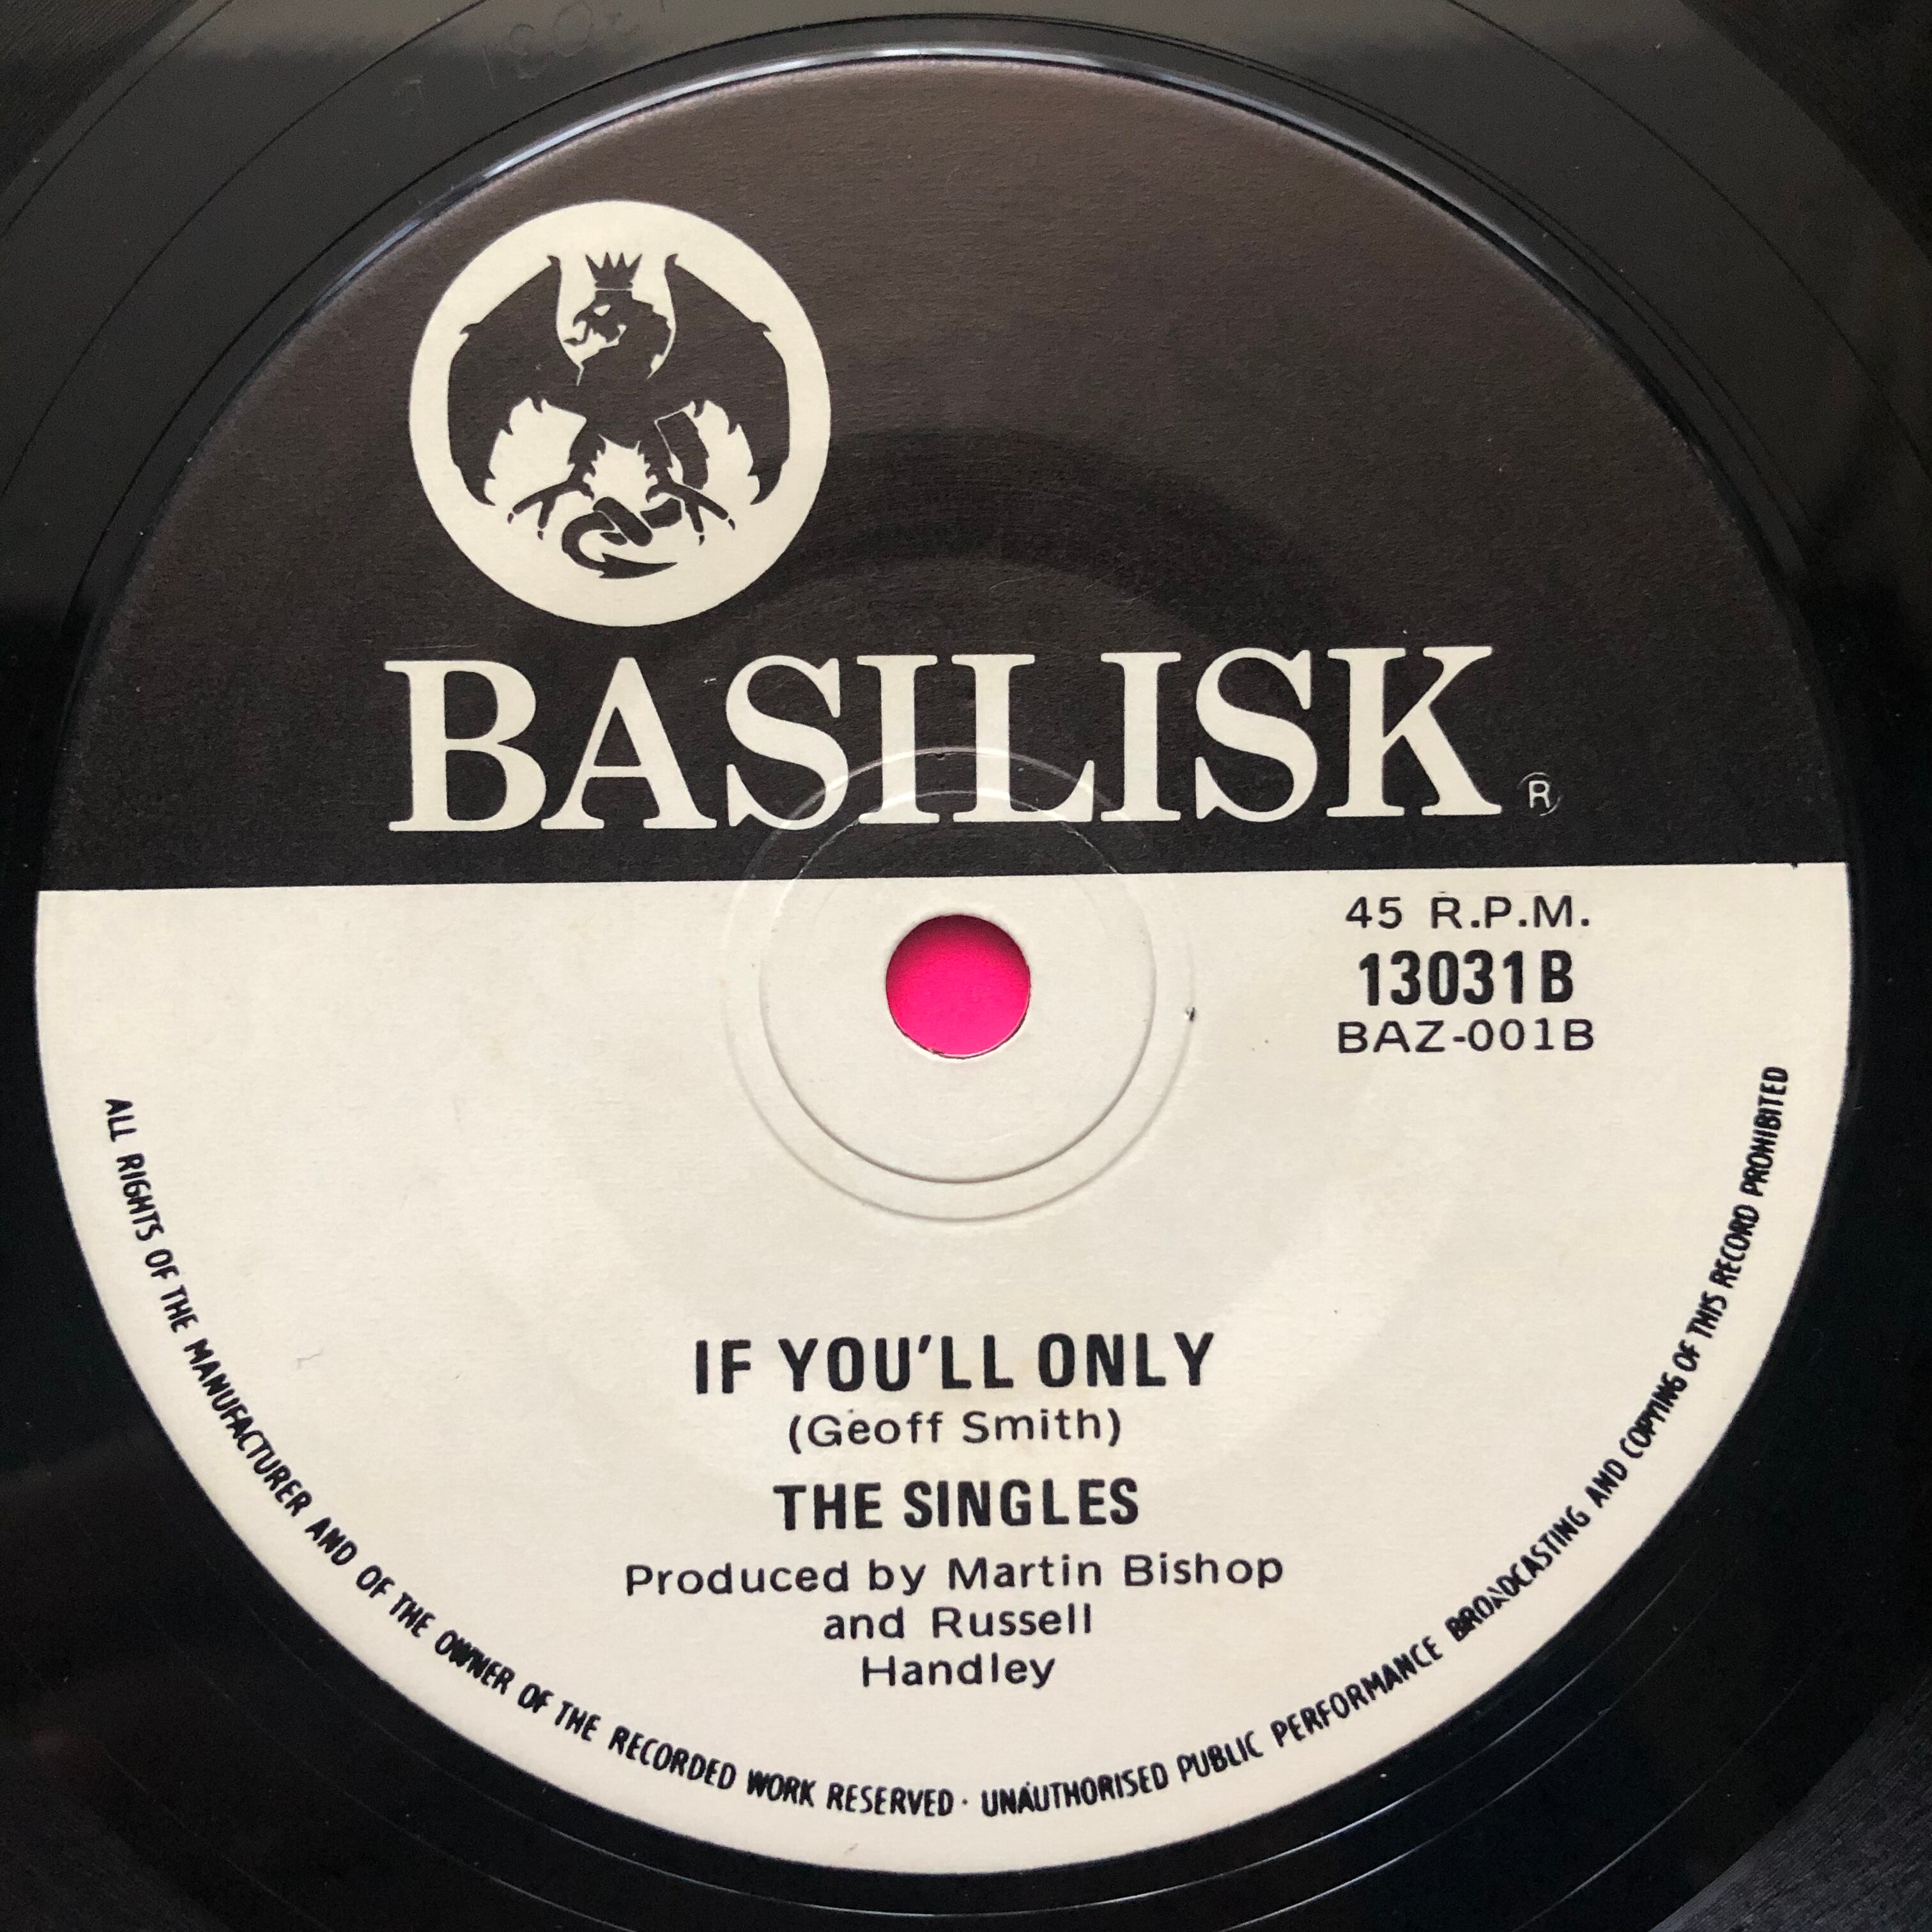 BASILISK
R
45 R.P.M.
13031B
BAZ-001B
IF YOU'LL ONLY
(Geoff Smith)
THE SINGLES
Produced by Martin Bishop
and Russell
Handley
ALL RIGHTS OF THE MANUFACTURER AND OF THE OWNER OF THE RECORDED WORK RESERVED · UNAUTHORISED PUBLIC PERFORMANCE BROADCASTING AND COPYING OF THIS RECORD PROHIBITED